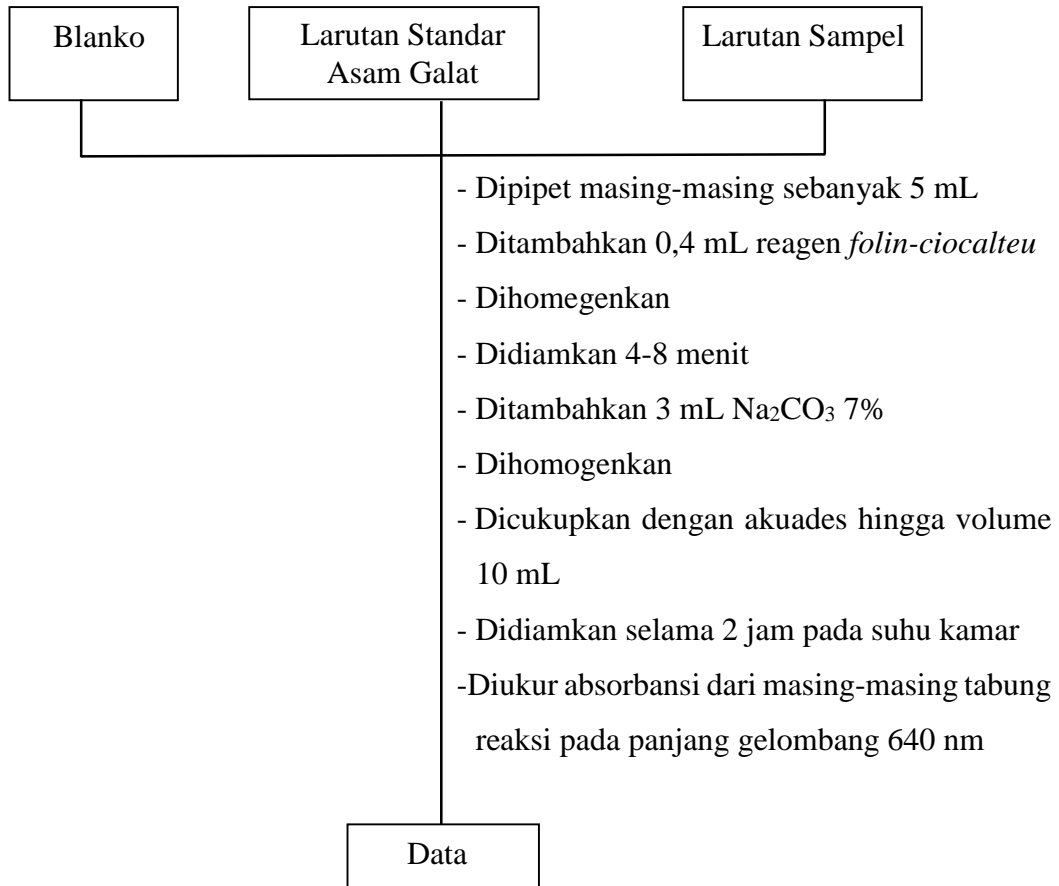 Blanko
Larutan Standar
Asam Galat
Larutan Sampel
- Dipipet masing-masing sebanyak 5 mL
- Ditambahkan 0,4 mL reagen folin-ciocalteu
- Dihomegenkan
- Didiamkan 4-8 menit
- Ditambahkan 3 mL Na₂CO₃ 7%
- Dihomogenkan
- Dicukupkan dengan akuades hingga volume
10 mL
- Didiamkan selama 2 jam pada suhu kamar
-Diukur absorbansi dari masing-masing tabung
reaksi pada panjang gelombang 640 nm
Data